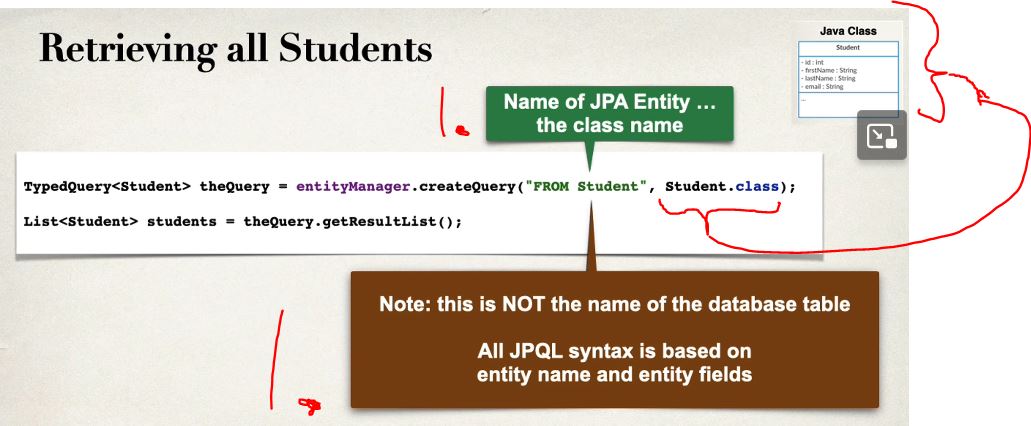 Retrieving all Students
Java Class
Student
- id : int
- firstName : String
- lastName : String
- email : String
...
1.
Name of JPA Entity ...
the class name
TypedQuery<Student> theQuery = entityManager.createQuery("FROM Student", Student.class);
List<Student> students = theQuery.getResultList();
1.
Note: this is NOT the name of the database table
All JPQL syntax is based on
entity name and entity fields